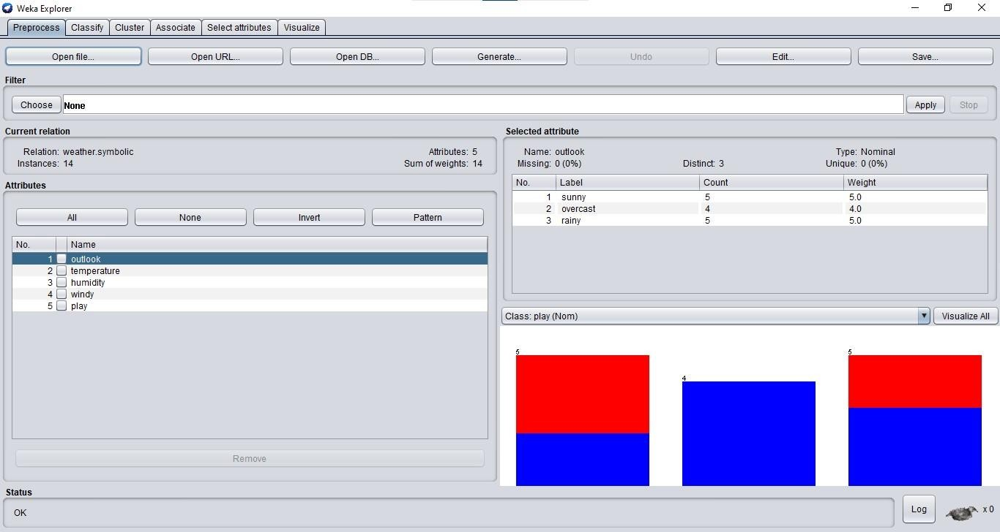 Weka Explorer
Preprocess Classify Cluster Associate Select attributes Visualize
Open file... Open URL... Open DB... Generate... Undo Edit... Save...
Filter
Choose None Apply Stop
Current relation
Relation: weather.symbolic Attributes: 5
Instances: 14 Sum of weights: 14
Attributes
All None Invert Pattern
No. Name
1 outlook
2 temperature
3 humidity
4 windy
5 play
Remove
Selected attribute
Name: outlook Type: Nominal
Missing: 0 (0%) Distinct: 3 Unique: 0 (0%)
No. Label Count Weight
1 sunny 5 5.0
2 overcast 4 4.0
3 rainy 5 5.0
Class: play (Nom) Visualize All
5 4 5
Status
OK Log x 0